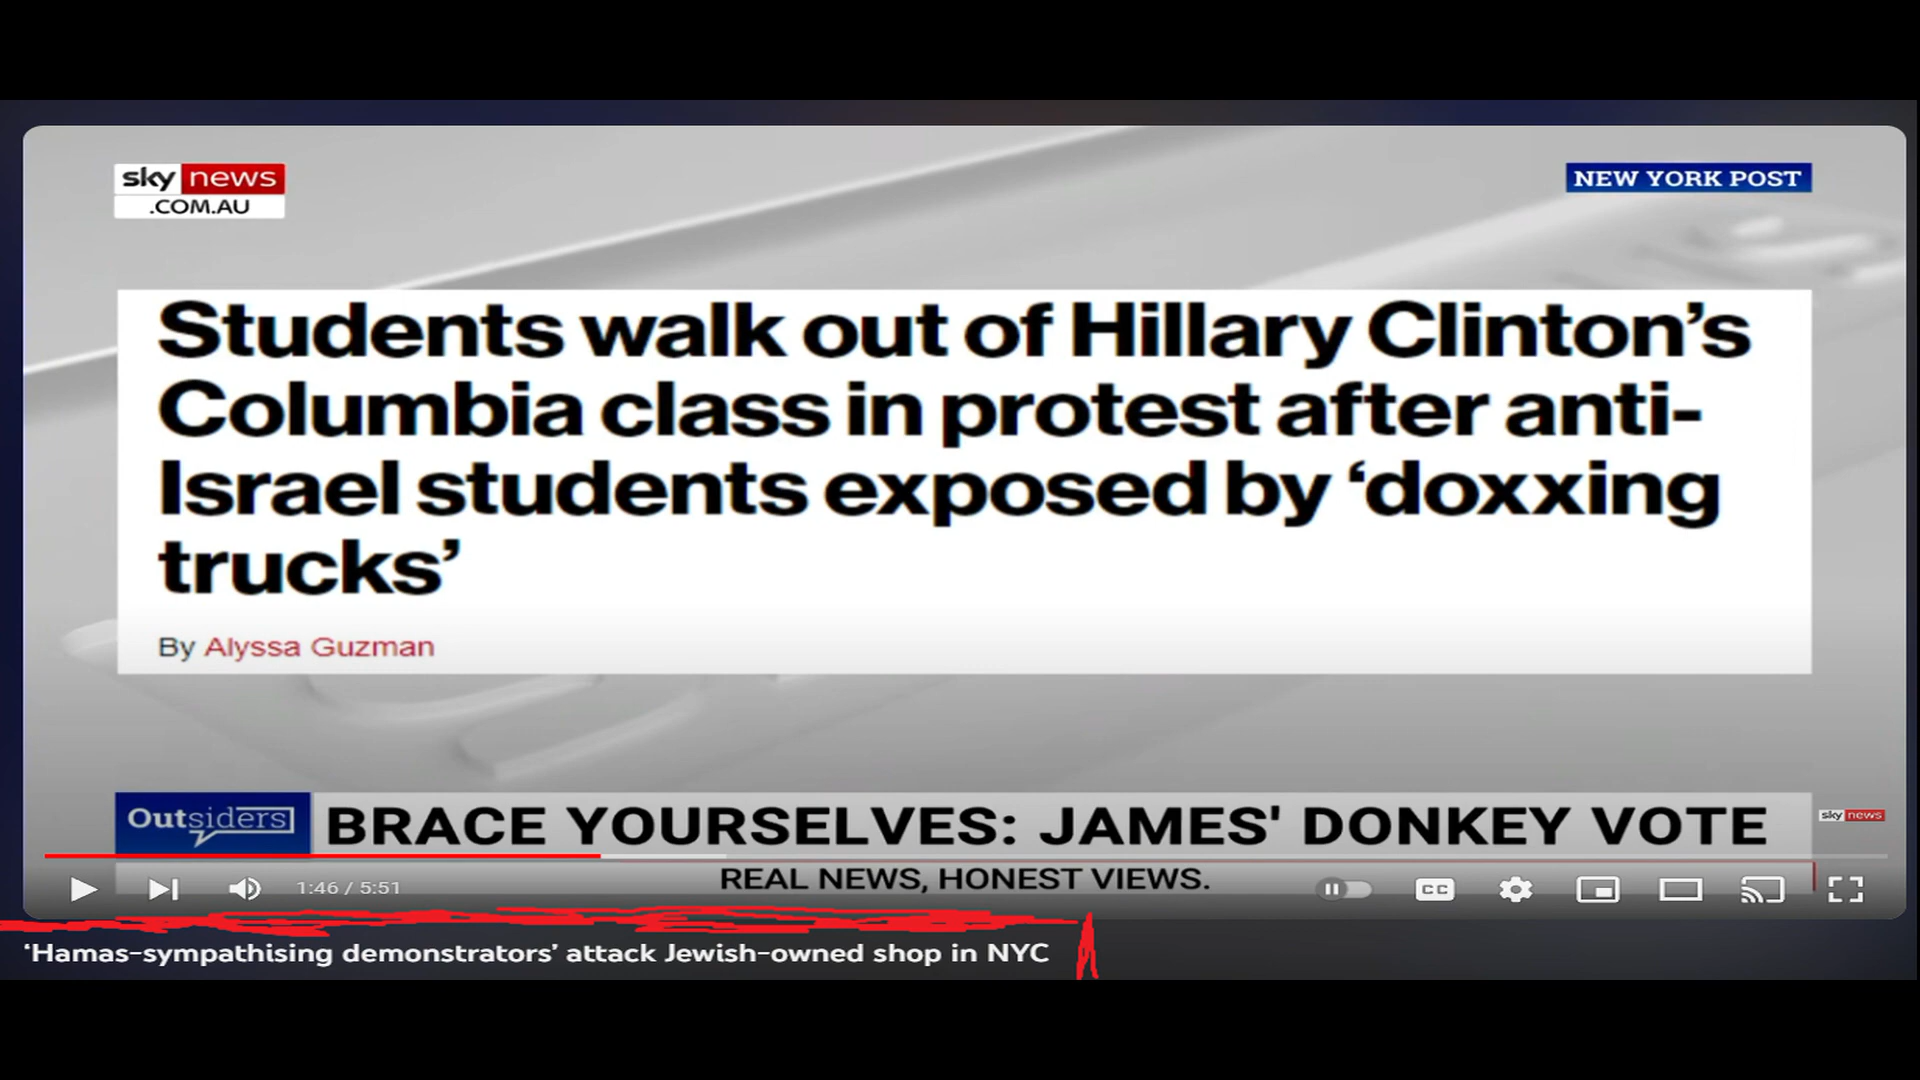 sky news
.COM.AU
NEW YORK POST
Students walk out of Hillary Clinton's
Columbia class in protest after anti-
Israel students exposed by ‘doxxing
trucks’
By Alyssa Guzman
Outsiders
BRACE YOURSELVES: JAMES' DONKEY VOTE
sky news
REAL NEWS, HONEST VIEWS.
1:46 / 5:51
CC
‘Hamas-sympathising demonstrators’ attack Jewish-owned shop in NYC